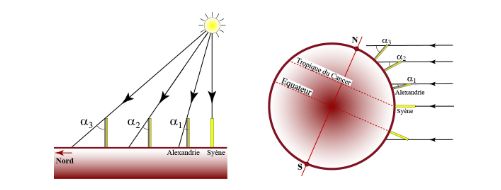 α₃ α₂ α₁
Alexandrie Syène
Nord
N
α₃
α₂
α₁
Tropique du Cancer
Equateur
Alexandrie
Syène
S